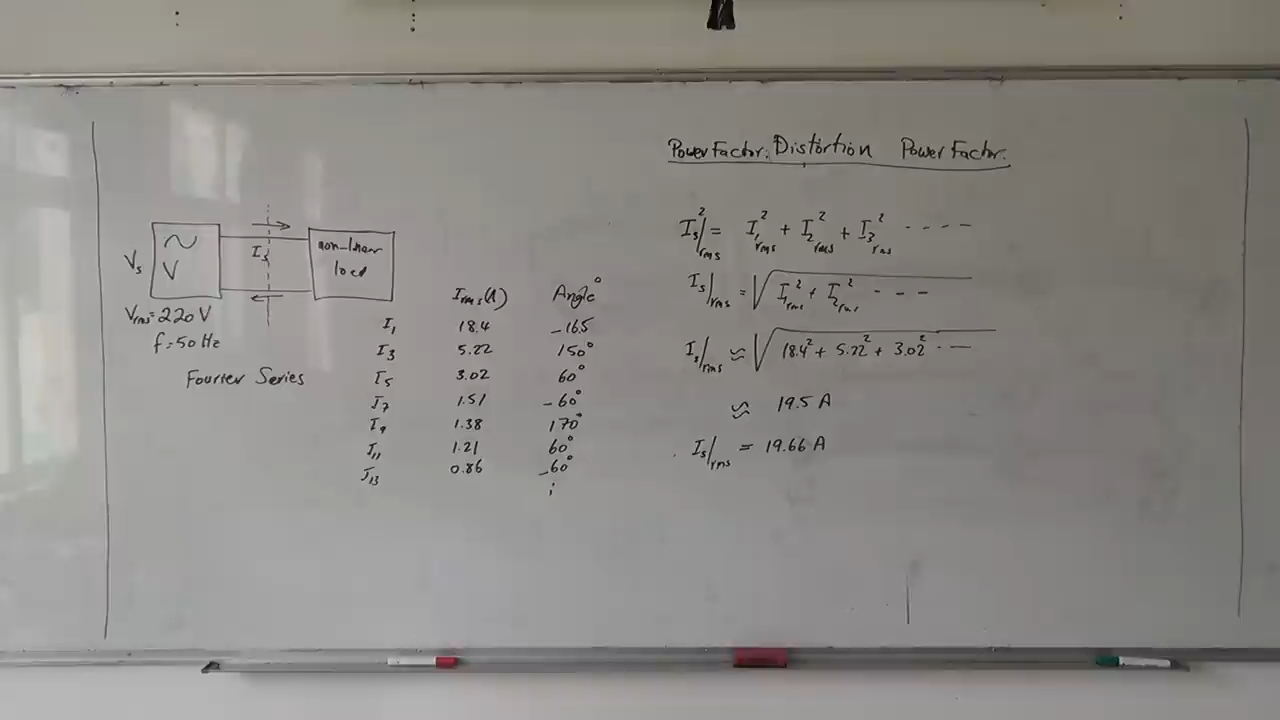 Power Factor: Distortion Power Factor.
Vs
V
Is
non-linear
load
Vrms = 220 V
f = 50 Hz
Fourier Series
Irms(A) Angle°
I1 18.4 -16.5
I3 5.22 150°
I5 3.02 60°
I7 1.51 -60°
I9 1.38 170°
I11 1.21 60°
I13 0.86 -60°
Is²/rms = I1²rms + I2²rms + I3²rms - - - -
Is/rms = √(I1²rms + I2²rms - - -
Is/rms ≈ √(18.4² + 5.22² + 3.02² - -
≈ 19.5 A
Is/rms = 19.66 A